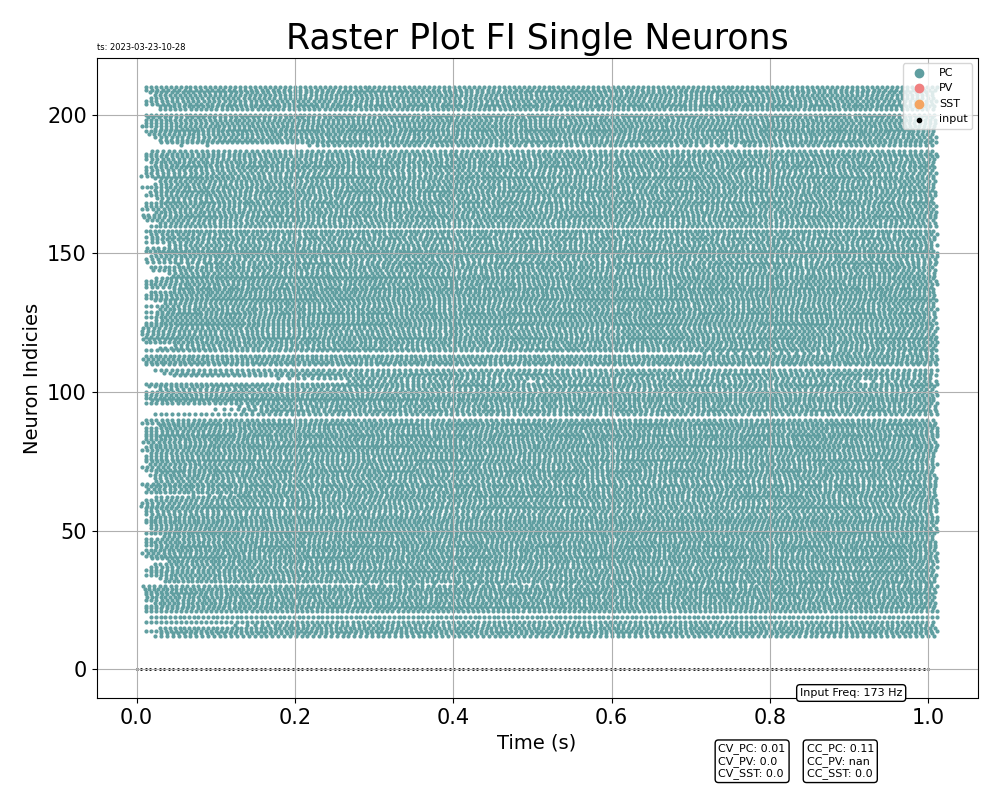 Raster Plot FI Single Neurons
ts: 2023-03-23-10-28
PC
PV
SST
input
200
150
100
50
0
Neuron Indicies
Input Freq: 173 Hz
0.0 0.2 0.4 0.6 0.8 1.0
Time (s)
CV_PC: 0.01
CV_PV: 0.0
CV_SST: 0.0
CC_PC: 0.11
CC_PV: nan
CC_SST: 0.0